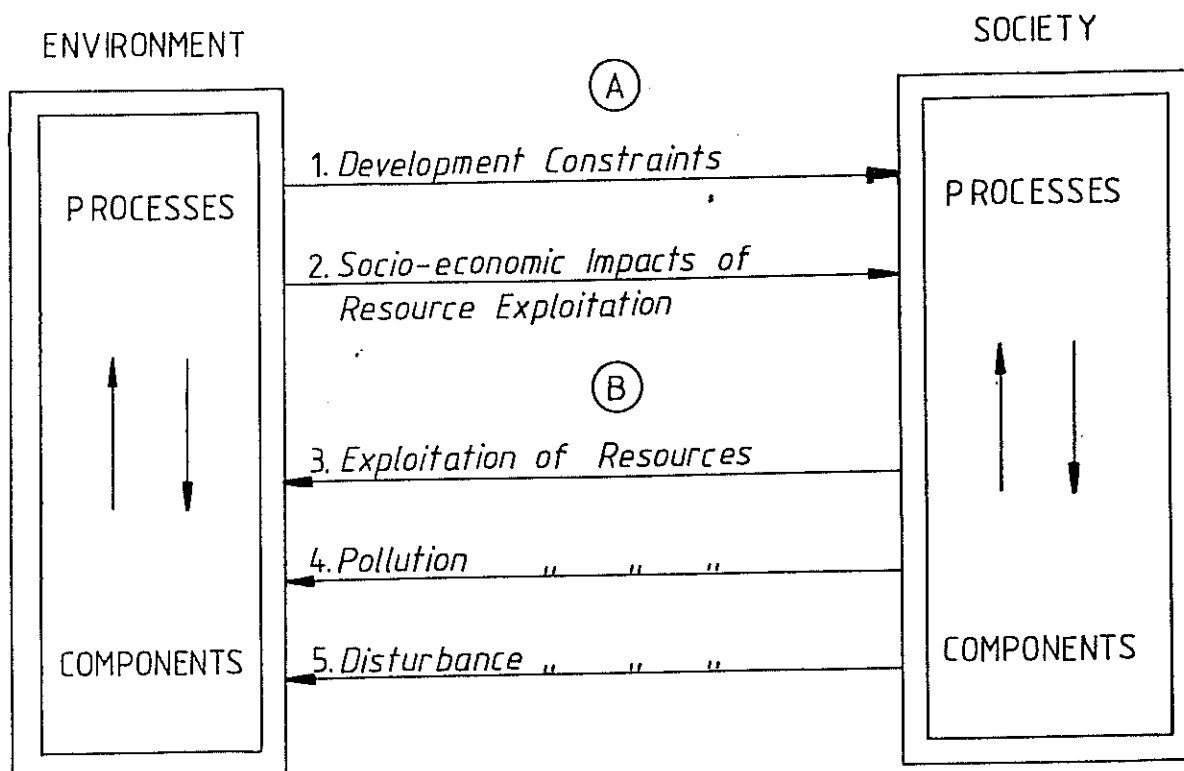 ENVIRONMENT
SOCIETY
A
1. Development Constraints
PROCESSES
PROCESSES
2. Socio-economic Impacts of
Resource Exploitation
B
3. Exploitation of Resources
4. Pollution „ „ „
COMPONENTS
COMPONENTS
5. Disturbance „ „ „